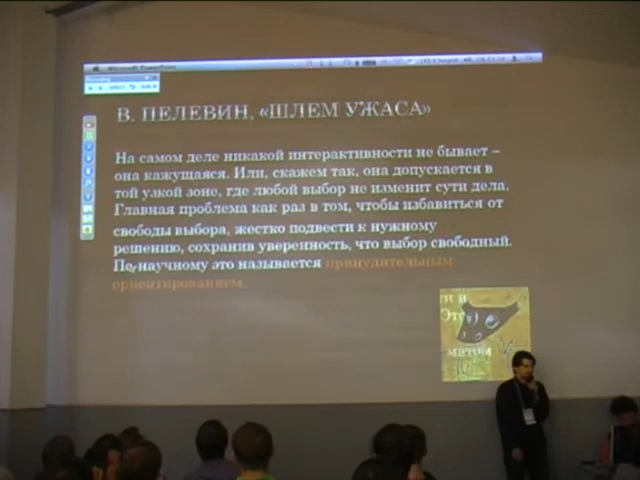 Microsoft PowerPoint
В. ПЕЛЕВИН, «ШЛЕМ УЖАСА»
На самом деле никакой интерактивности не бывает –
она кажущаяся. Или, скажем так, она допускается в
той узкой зоне, где любой выбор не изменит сути дела.
Главная проблема как раз в том, чтобы избавиться от
свободы выбора, жестко подвести к нужному
решению, сохранив уверенность, что выбор свободный.
По-научному это называется принудительным
ориентированием.